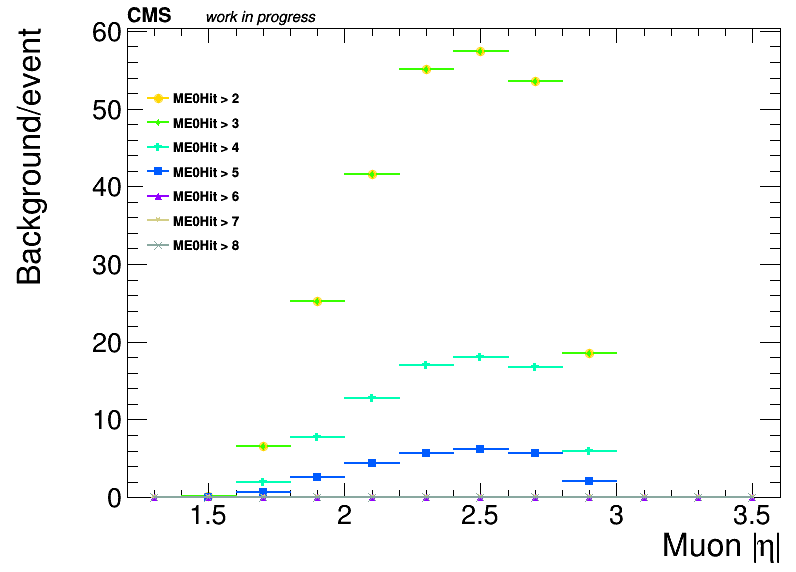 CMS work in progress
Background/event
60
50
40
30
20
10
0
ME0Hit > 2
ME0Hit > 3
ME0Hit > 4
ME0Hit > 5
ME0Hit > 6
ME0Hit > 7
ME0Hit > 8
1.5 2 2.5 3 3.5
Muon |η|